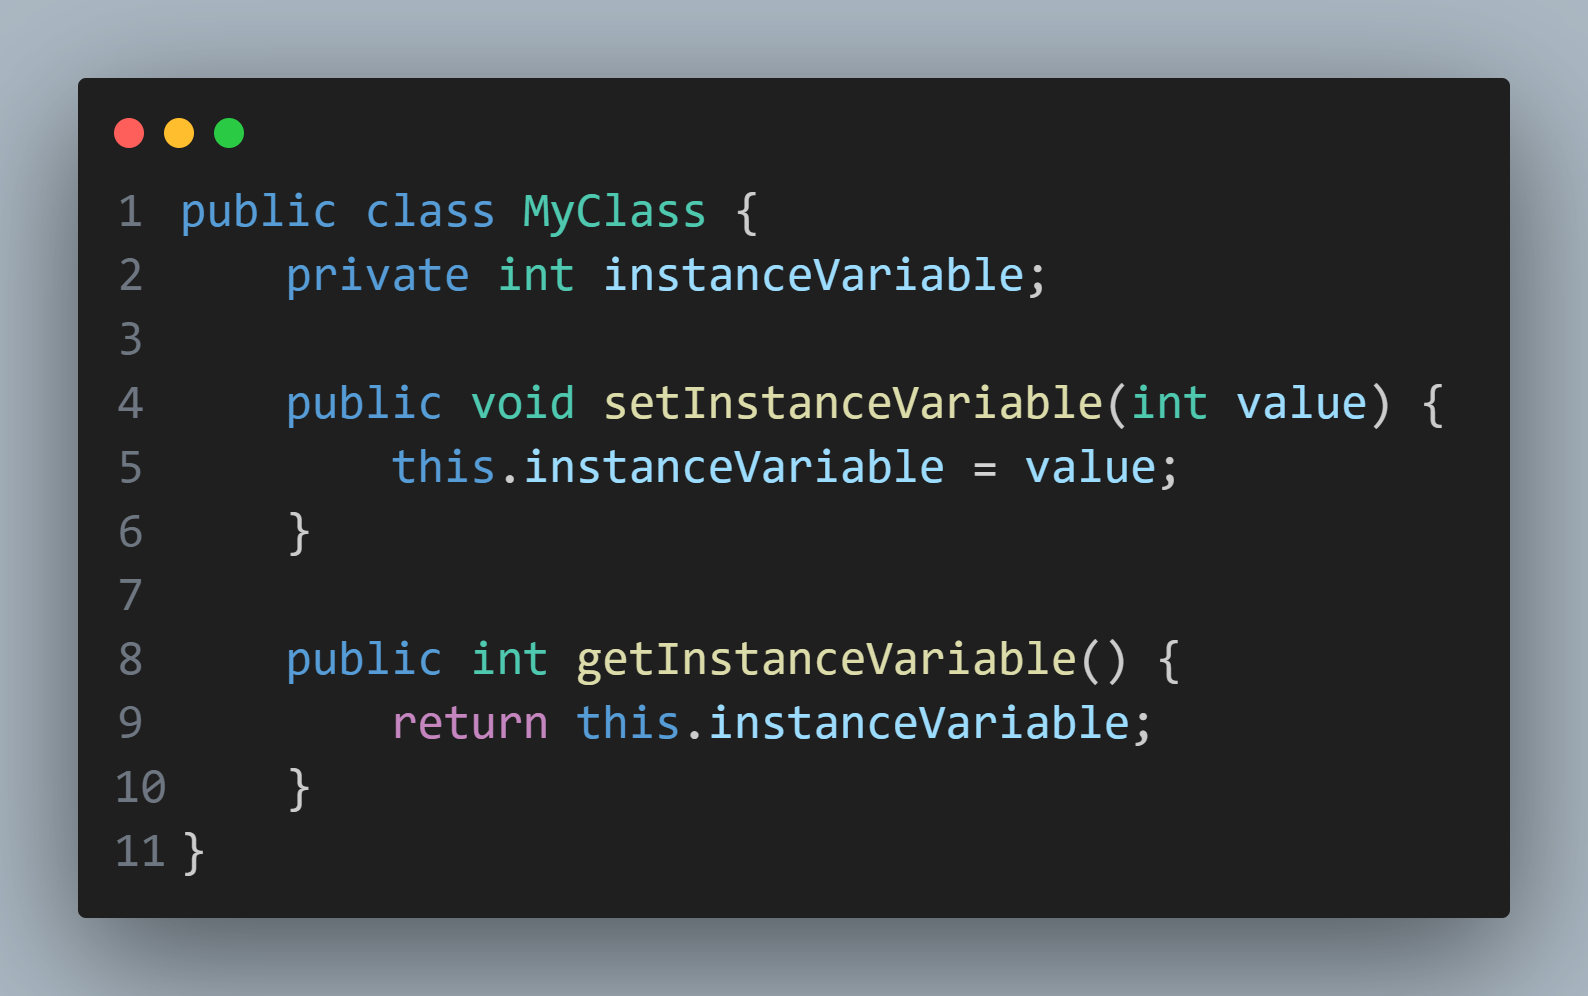 1 public class MyClass {
2     private int instanceVariable;
3
4     public void setInstanceVariable(int value) {
5         this.instanceVariable = value;
6     }
7
8     public int getInstanceVariable() {
9         return this.instanceVariable;
10     }
11 }